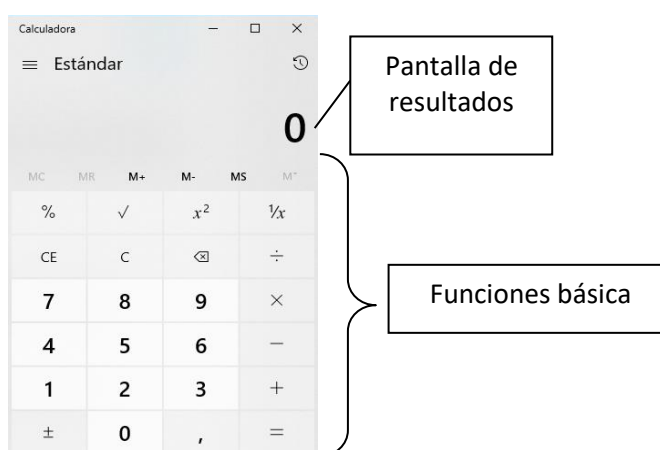 Calculadora
Estándar
Pantalla de
resultados
0
MC MR M+ M- MS M˅
% √ x² ¹/x
CE C ⌫ ÷
7 8 9 ×
Funciones básica
4 5 6 −
1 2 3 +
± 0 , =